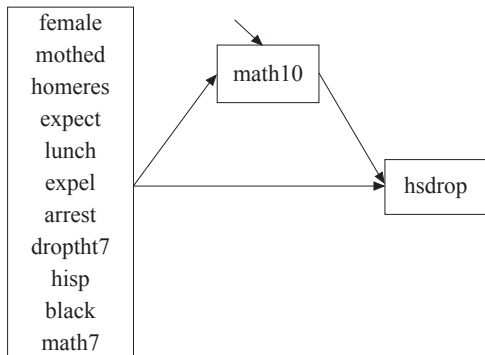 female
mothed
homeres
expect
lunch
expel
arrest
droptht7
hisp
black
math7
math10
hsdrop